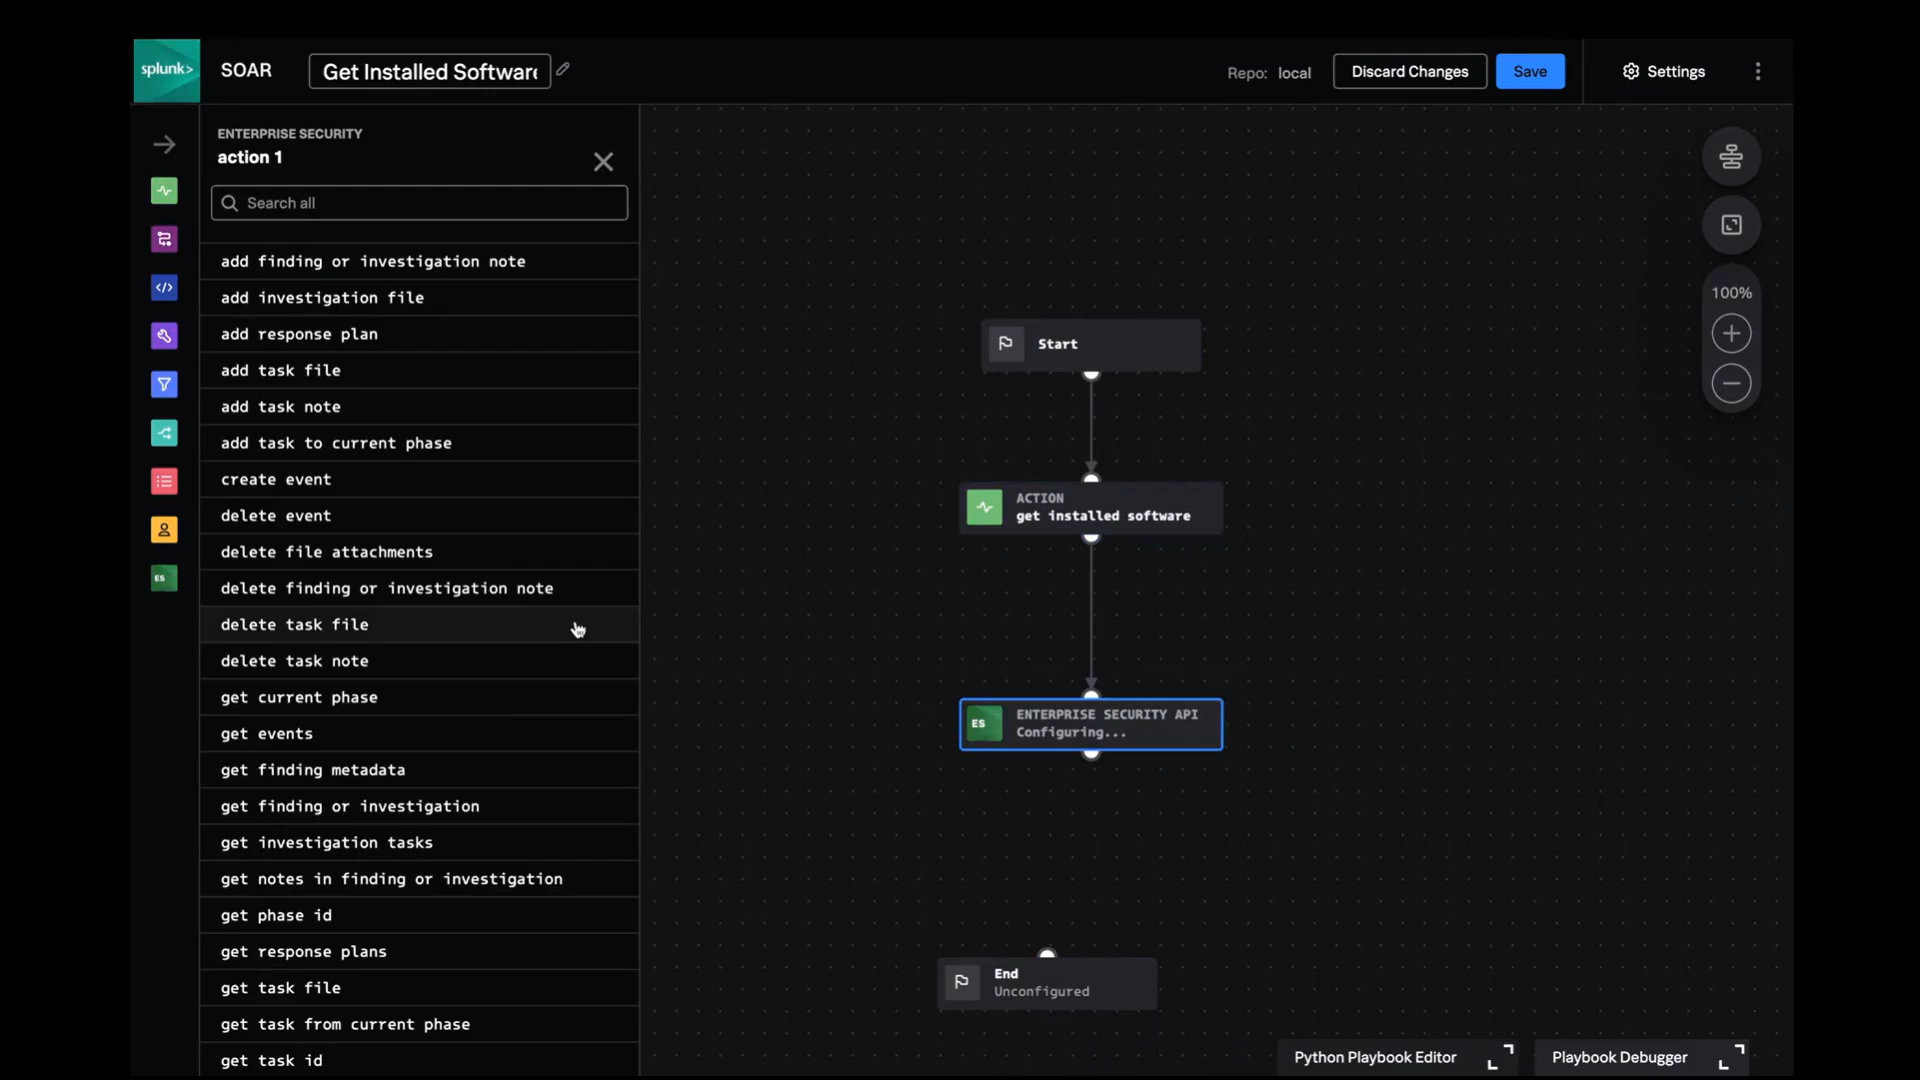 splunk>
SOAR
Get Installed Software
Repo: local
Discard Changes
Save
Settings
ENTERPRISE SECURITY
action 1
Search all
add finding or investigation note
add investigation file
add response plan
add task file
add task note
add task to current phase
create event
delete event
delete file attachments
delete finding or investigation note
delete task file
delete task note
get current phase
get events
get finding metadata
get finding or investigation
get investigation tasks
get notes in finding or investigation
get phase id
get response plans
get task file
get task from current phase
get task id
</>
ES
100%
Start
ACTION
get installed software
ES
ENTERPRISE SECURITY API
Configuring...
End
Unconfigured
Python Playbook Editor
Playbook Debugger